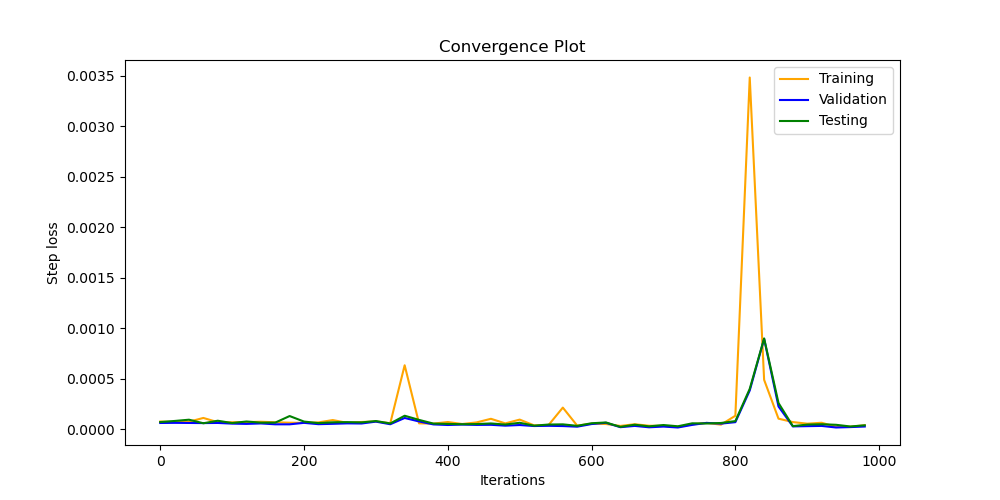 Convergence Plot
0.0035
0.0030
0.0025
0.0020
0.0015
0.0010
0.0005
0.0000
Step loss
Training
Validation
Testing
0 200 400 600 800 1000
Iterations